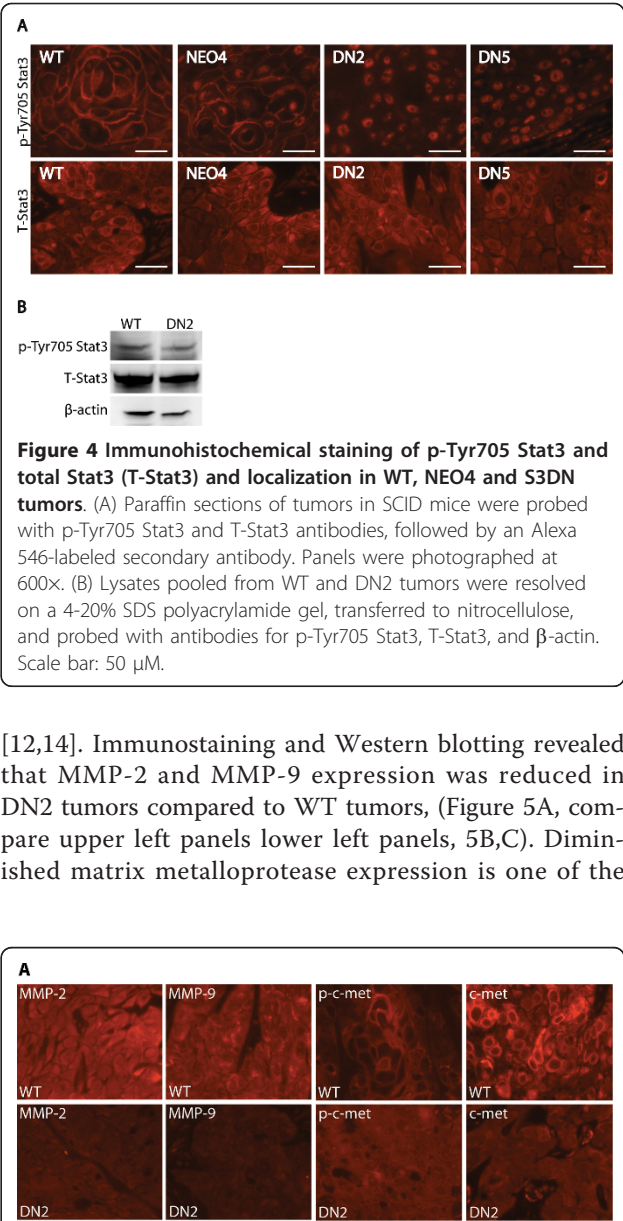 A
p-Tyr705 Stat3
WT
NEO4
DN2
DN5
T-Stat3
WT
NEO4
DN2
DN5
B
WT DN2
p-Tyr705 Stat3
T-Stat3
β-actin
Figure 4 Immunohistochemical staining of p-Tyr705 Stat3 and
total Stat3 (T-Stat3) and localization in WT, NEO4 and S3DN
tumors. (A) Paraffin sections of tumors in SCID mice were probed
with p-Tyr705 Stat3 and T-Stat3 antibodies, followed by an Alexa
546-labeled secondary antibody. Panels were photographed at
600×. (B) Lysates pooled from WT and DN2 tumors were resolved
on a 4-20% SDS polyacrylamide gel, transferred to nitrocellulose,
and probed with antibodies for p-Tyr705 Stat3, T-Stat3, and β-actin.
Scale bar: 50 μM.
[12,14]. Immunostaining and Western blotting revealed
that MMP-2 and MMP-9 expression was reduced in
DN2 tumors compared to WT tumors, (Figure 5A, com-
pare upper left panels lower left panels, 5B,C). Dimin-
ished matrix metalloprotease expression is one of the
A
MMP-2
WT
MMP-9
WT
p-c-met
WT
c-met
WT
MMP-2
DN2
MMP-9
DN2
p-c-met
DN2
c-met
DN2